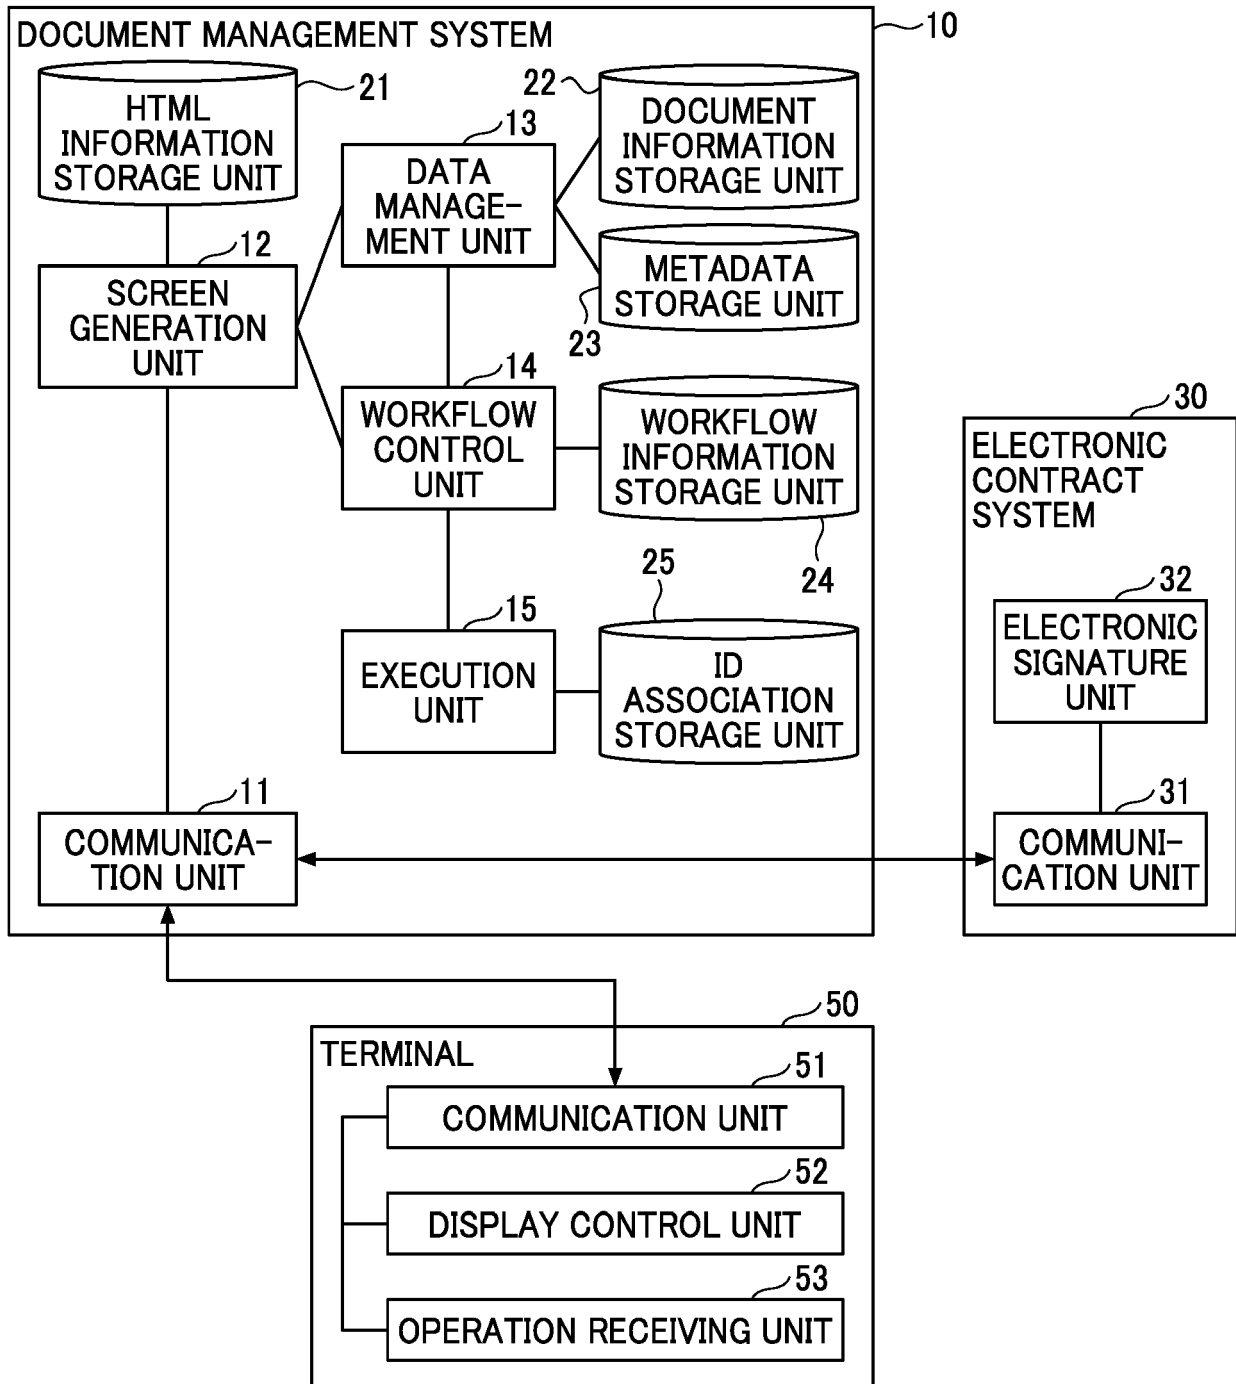 DOCUMENT MANAGEMENT SYSTEM
10
HTML
INFORMATION
STORAGE UNIT
21
DOCUMENT
INFORMATION
STORAGE UNIT
22
13
DATA
MANAGE-
MENT UNIT
12
SCREEN
GENERATION
UNIT
METADATA
STORAGE UNIT
23
14
WORKFLOW
CONTROL
UNIT
WORKFLOW
INFORMATION
STORAGE UNIT
24
15
EXECUTION
UNIT
25
ID
ASSOCIATION
STORAGE UNIT
11
COMMUNICA-
TION UNIT
30
ELECTRONIC
CONTRACT
SYSTEM
32
ELECTRONIC
SIGNATURE
UNIT
31
COMMUNI-
CATION UNIT
50
TERMINAL
51
COMMUNICATION UNIT
52
DISPLAY CONTROL UNIT
53
OPERATION RECEIVING UNIT